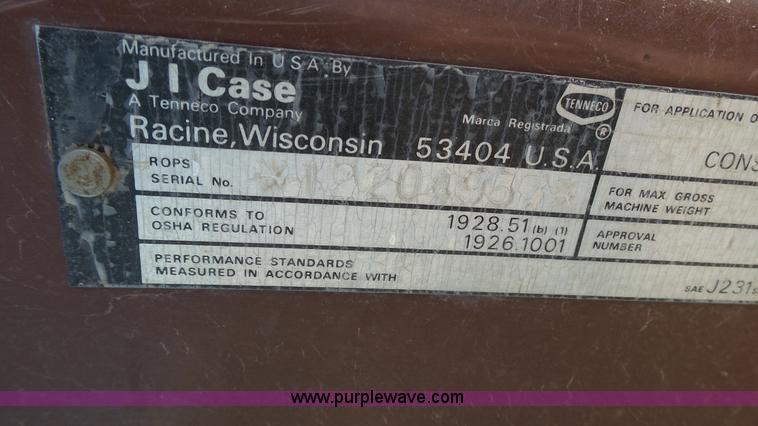 Manufactured In U S A By
J I Case
A Tenneco Company
Racine, Wisconsin 53404 U.S.A.
TENNECO
Marca Registrada ®
ROPS
SERIAL No.
CONFORMS TO
OSHA REGULATION
1928.51 (b) (1)
1926.1001
PERFORMANCE STANDARDS
MEASURED IN ACCORDANCE WITH
SAE J231
FOR APPLICATION O
CONS
FOR MAX GROSS
MACHINE WEIGHT
APPROVAL
NUMBER
www.purplewave.com